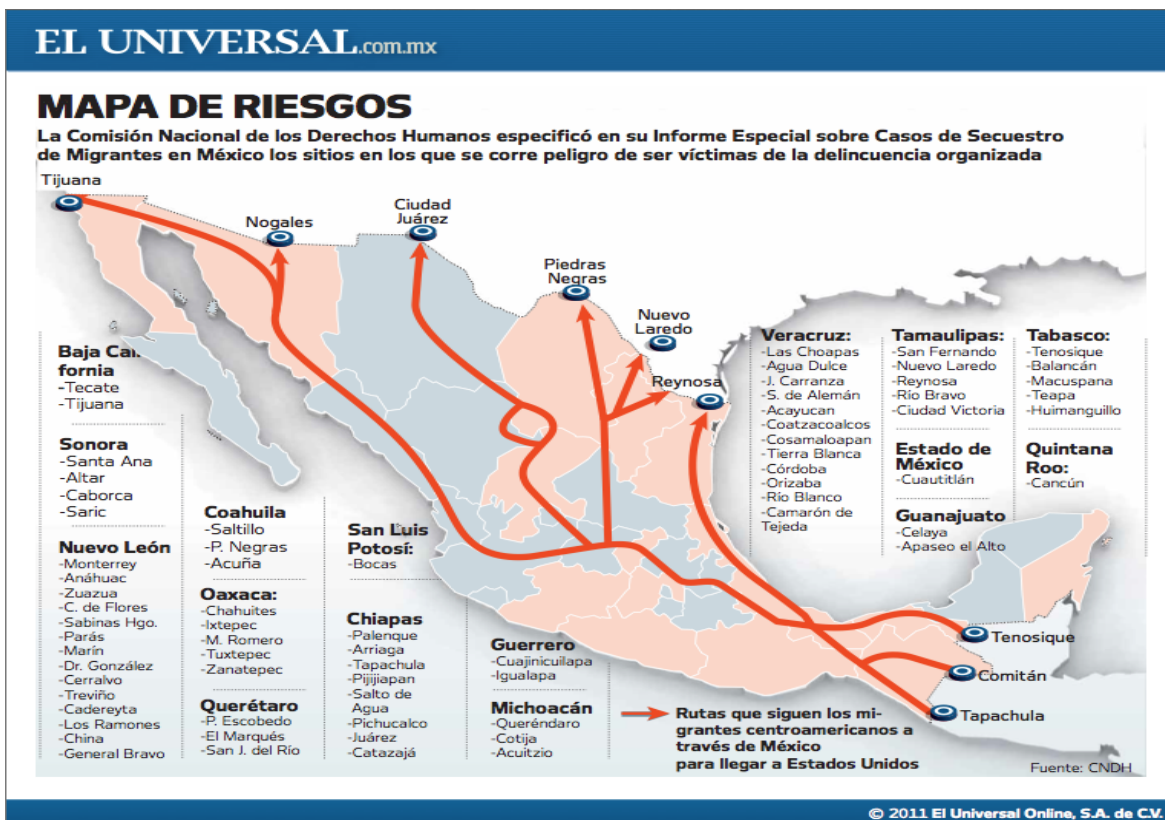 EL UNIVERSAL.com.mx
MAPA DE RIESGOS
La Comisión Nacional de los Derechos Humanos especificó en su Informe Especial sobre Casos de Secuestro
de Migrantes en México los sitios en los que se corre peligro de ser víctimas de la delincuencia organizada
Tijuana
Nogales
Ciudad
Juárez
Piedras
Negras
Nuevo
Laredo
Reynosa
Baja Cali-
fornia
-Tecate
-Tijuana
Sonora
-Santa Ana
-Altar
-Caborca
-Saric
Nuevo León
-Monterrey
-Anáhuac
-Zuazua
-C. de Flores
-Sabinas Hgo.
-Parás
-Marín
-Dr. González
-Cerralvo
-Treviño
-Cadereyta
-Los Ramones
-China
-General Bravo
Coahuila
-Saltillo
-P. Negras
-Acuña
Oaxaca:
-Chahuites
-Ixtepec
-M. Romero
-Tuxtepec
-Zanatepec
Querétaro
-P. Escobedo
-El Marqués
-San J. del Río
San Luis
Potosí:
-Bocas
Chiapas
-Palenque
-Arriaga
-Tapachula
-Pijijiapan
-Salto de
Agua
-Pichucalco
-Juárez
-Catazajá
Guerrero
-Cuajinicuilapa
-Igualapa
Michoacán
-Queréndaro
-Cotija
-Acuitzio
Veracruz:
-Las Choapas
-Agua Dulce
-J. Carranza
-S. de Alemán
-Acayucan
-Coatzacoalcos
-Cosamaloapan
-Tierra Blanca
-Córdoba
-Orizaba
-Río Blanco
-Camarón de
Tejeda
Tamaulipas:
-San Fernando
-Nuevo Laredo
-Reynosa
-Río Bravo
-Ciudad Victoria
Estado de
México
-Cuautitlán
Guanajuato
-Celaya
-Apaseo el Alto
Tabasco:
-Tenosique
-Balancán
-Macuspana
-Teapa
-Huimanguillo
Quintana
Roo:
-Cancún
Tenosique
Comitán
Tapachula
Rutas que siguen los mi-
grantes centroamericanos a
través de México
para llegar a Estados Unidos
Fuente: CNDH
© 2011 El Universal Online, S.A. de C.V.